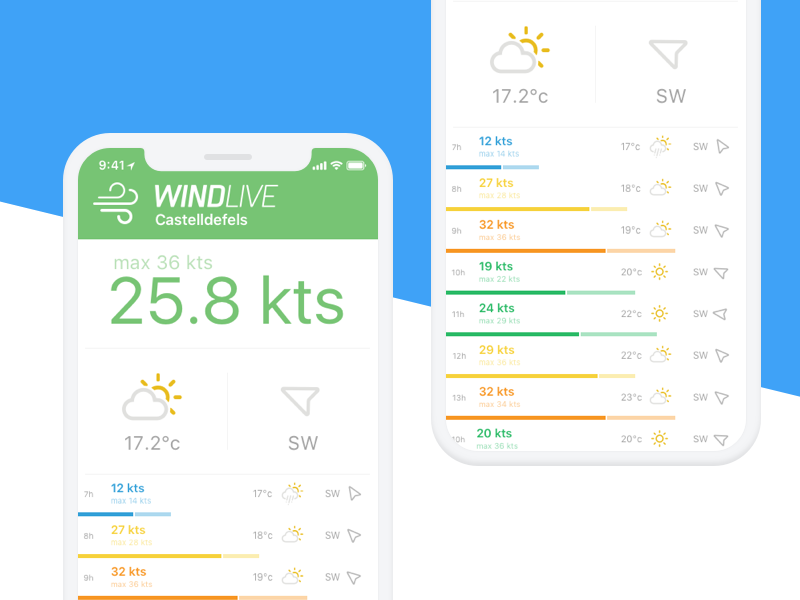 9:41
WINDLIVE
Castelldefels
max 36 kts
25.8 kts
17.2°c SW
7h 12 kts 17°c SW
max 14 kts
8h 27 kts 18°c SW
max 28 kts
9h 32 kts 19°c SW
max 36 kts
17.2°c SW
7h 12 kts 17°c SW
max 14 kts
8h 27 kts 18°c SW
max 28 kts
9h 32 kts 19°c SW
max 36 kts
10h 19 kts 20°c SW
max 22 kts
11h 24 kts 22°c SW
max 29 kts
12h 29 kts 22°c SW
max 36 kts
13h 32 kts 23°c SW
max 34 kts
10h 20 kts 20°c SW
max 36 kts